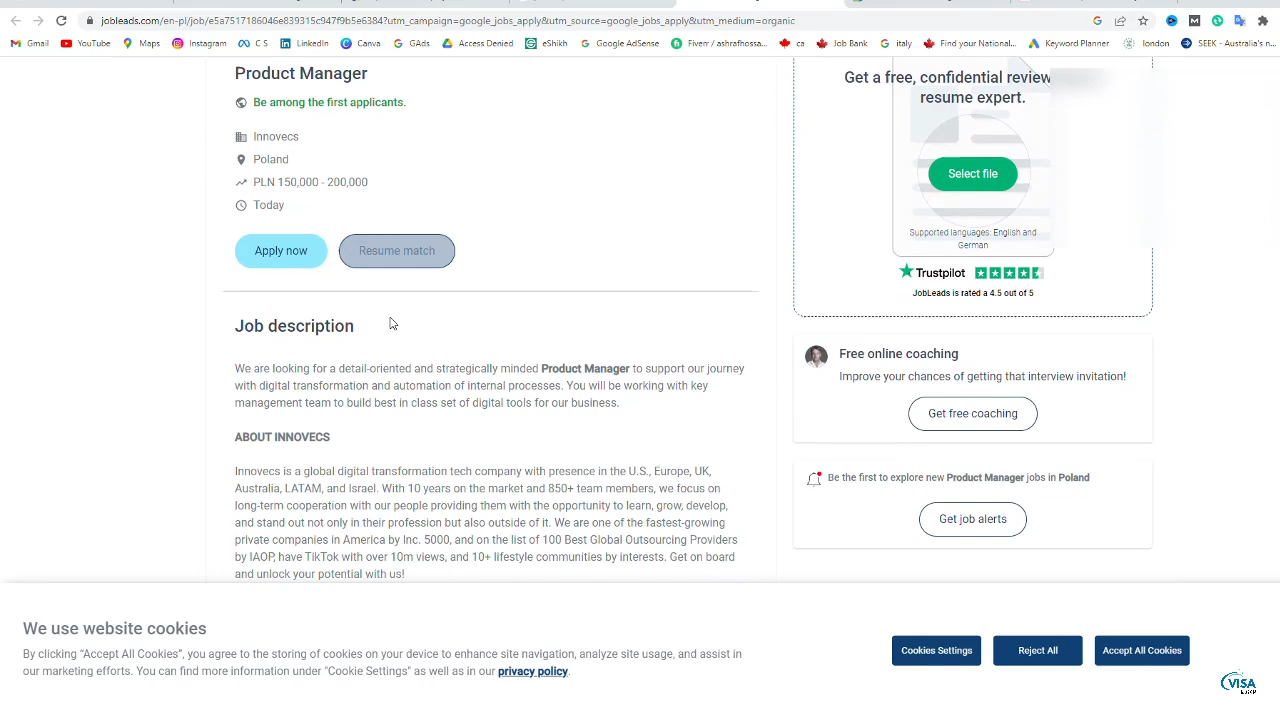 jobleads.com/en-pl/job/e5a7517186046e839315c947f9b5e6384?utm_campaign=google_jobs_apply&utm_source=google_jobs_apply&utm_medium=organic
Gmail YouTube Maps Instagram C S LinkedIn Canva GAds Access Denied eShikh Google AdSense Fiverr / ashrafhossa... ca Job Bank italy Find your National... Keyword Planner london SEEK - Australia's n...
Product Manager
Be among the first applicants.
Innovecs
Poland
PLN 150,000 - 200,000
Today
Apply now
Resume match
Job description
We are looking for a detail-oriented and strategically minded Product Manager to support our journey
with digital transformation and automation of internal processes. You will be working with key
management team to build best in class set of digital tools for our business.
ABOUT INNOVECS
Innovecs is a global digital transformation tech company with presence in the U.S., Europe, UK,
Australia, LATAM, and Israel. With 10 years on the market and 850+ team members, we focus on
long-term cooperation with our people providing them with the opportunity to learn, grow, develop,
and stand out not only in their profession but also outside of it. We are one of the fastest-growing
private companies in America by Inc. 5000, and on the list of 100 Best Global Outsourcing Providers
by IAOP, have TikTok with over 10m views, and 10+ lifestyle communities by interests. Get on board
and unlock your potential with us!
Get a free, confidential review
resume expert.
Select file
Supported languages: English and
German
Trustpilot
JobLeads is rated a 4.5 out of 5
Free online coaching
Improve your chances of getting that interview invitation!
Get free coaching
Be the first to explore new Product Manager jobs in Poland
Get job alerts
We use website cookies
By clicking “Accept All Cookies”, you agree to the storing of cookies on your device to enhance site navigation, analyze site usage, and assist in
our marketing efforts. You can find more information under "Cookie Settings" as well as in our privacy policy.
Cookies Settings
Reject All
Accept All Cookies
VISA